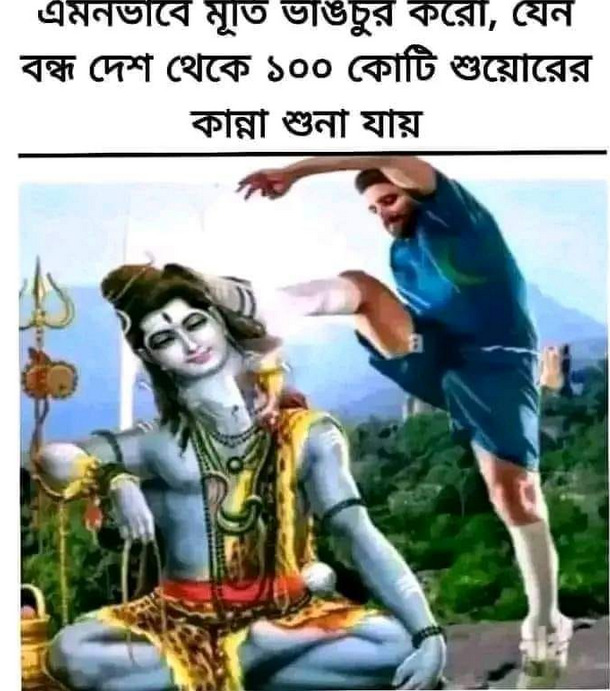 এমনভাবে মূর্তি ভাঙচুর করো, যেন
বন্ধ দেশ থেকে ১০০ কোটি শুয়োরের
কান্না শুনা যায়